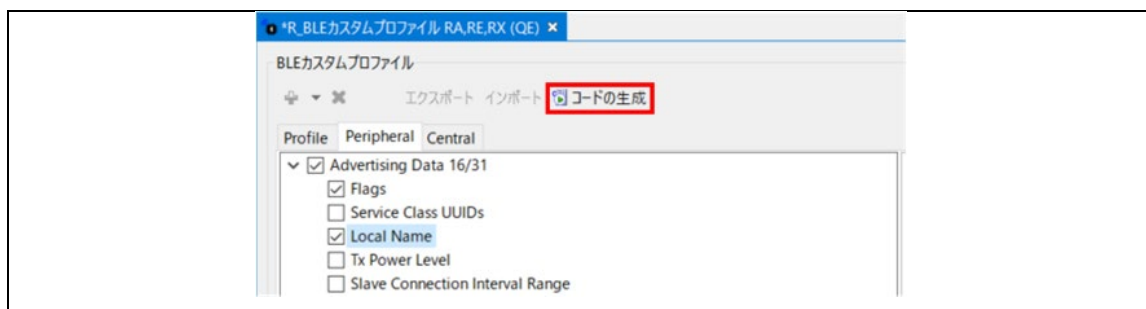 *R_BLEカスタムプロファイル RA,RE,RX (QE)
BLEカスタムプロファイル
エクスポート インポート コードの生成
Profile Peripheral Central
Advertising Data 16/31
Flags
Service Class UUIDs
Local Name
Tx Power Level
Slave Connection Interval Range